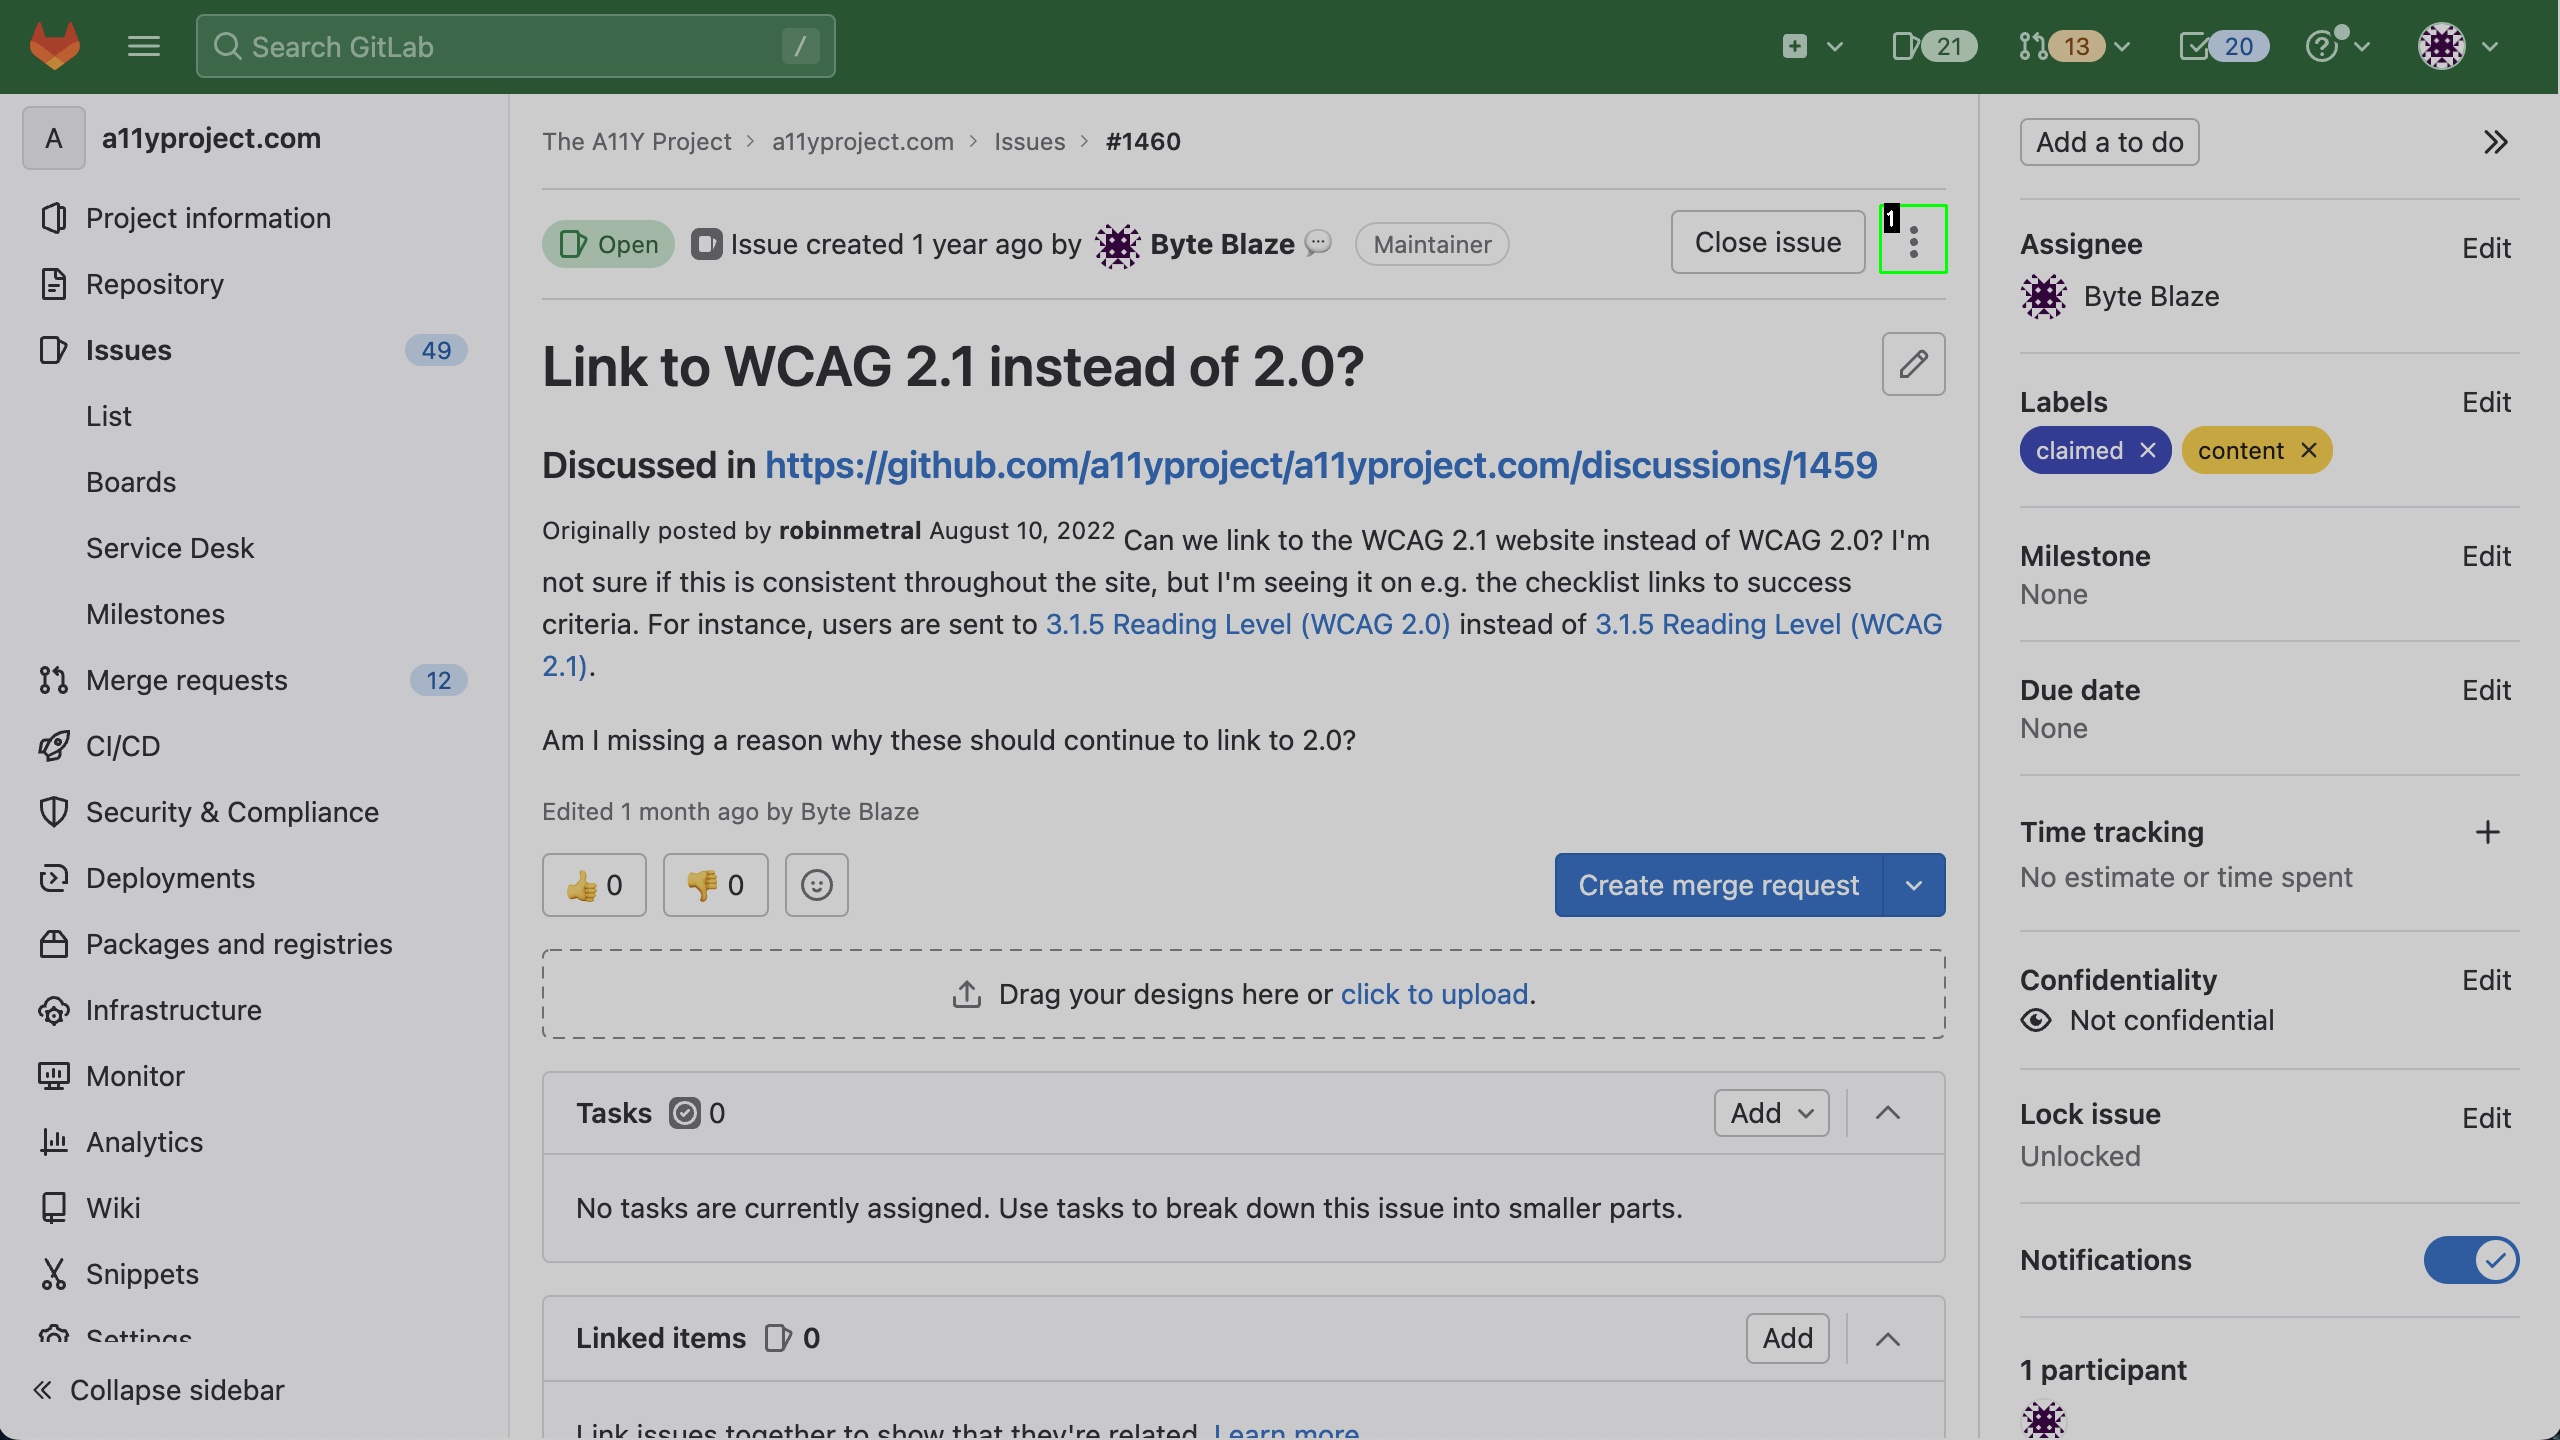 Search GitLab
/
21
13
20
A
a11yproject.com
Project information
Repository
Issues
49
List
Boards
Service Desk
Milestones
Merge requests
12
CI/CD
Security & Compliance
Deployments
Packages and registries
Infrastructure
Monitor
Analytics
Wiki
Snippets
Settings
Collapse sidebar
The A11Y Project
a11yproject.com
Issues
#1460
Open
Issue created 1 year ago by Byte Blaze
Maintainer
Close issue
1
Link to WCAG 2.1 instead of 2.0?
Discussed in https://github.com/a11yproject/a11yproject.com/discussions/1459
Originally posted by robinmetral August 10, 2022 Can we link to the WCAG 2.1 website instead of WCAG 2.0? I'm
not sure if this is consistent throughout the site, but I'm seeing it on e.g. the checklist links to success
criteria. For instance, users are sent to 3.1.5 Reading Level (WCAG 2.0) instead of 3.1.5 Reading Level (WCAG
2.1).
Am I missing a reason why these should continue to link to 2.0?
Edited 1 month ago by Byte Blaze
0
0
Create merge request
Drag your designs here or click to upload.
Tasks
0
Add
No tasks are currently assigned. Use tasks to break down this issue into smaller parts.
Linked items
0
Add
Link issues together to show that they're related. Learn more
Add a to do
Assignee
Edit
Byte Blaze
Labels
Edit
claimed
content
Milestone
Edit
None
Due date
Edit
None
Time tracking
No estimate or time spent
Confidentiality
Edit
Not confidential
Lock issue
Edit
Unlocked
Notifications
1 participant